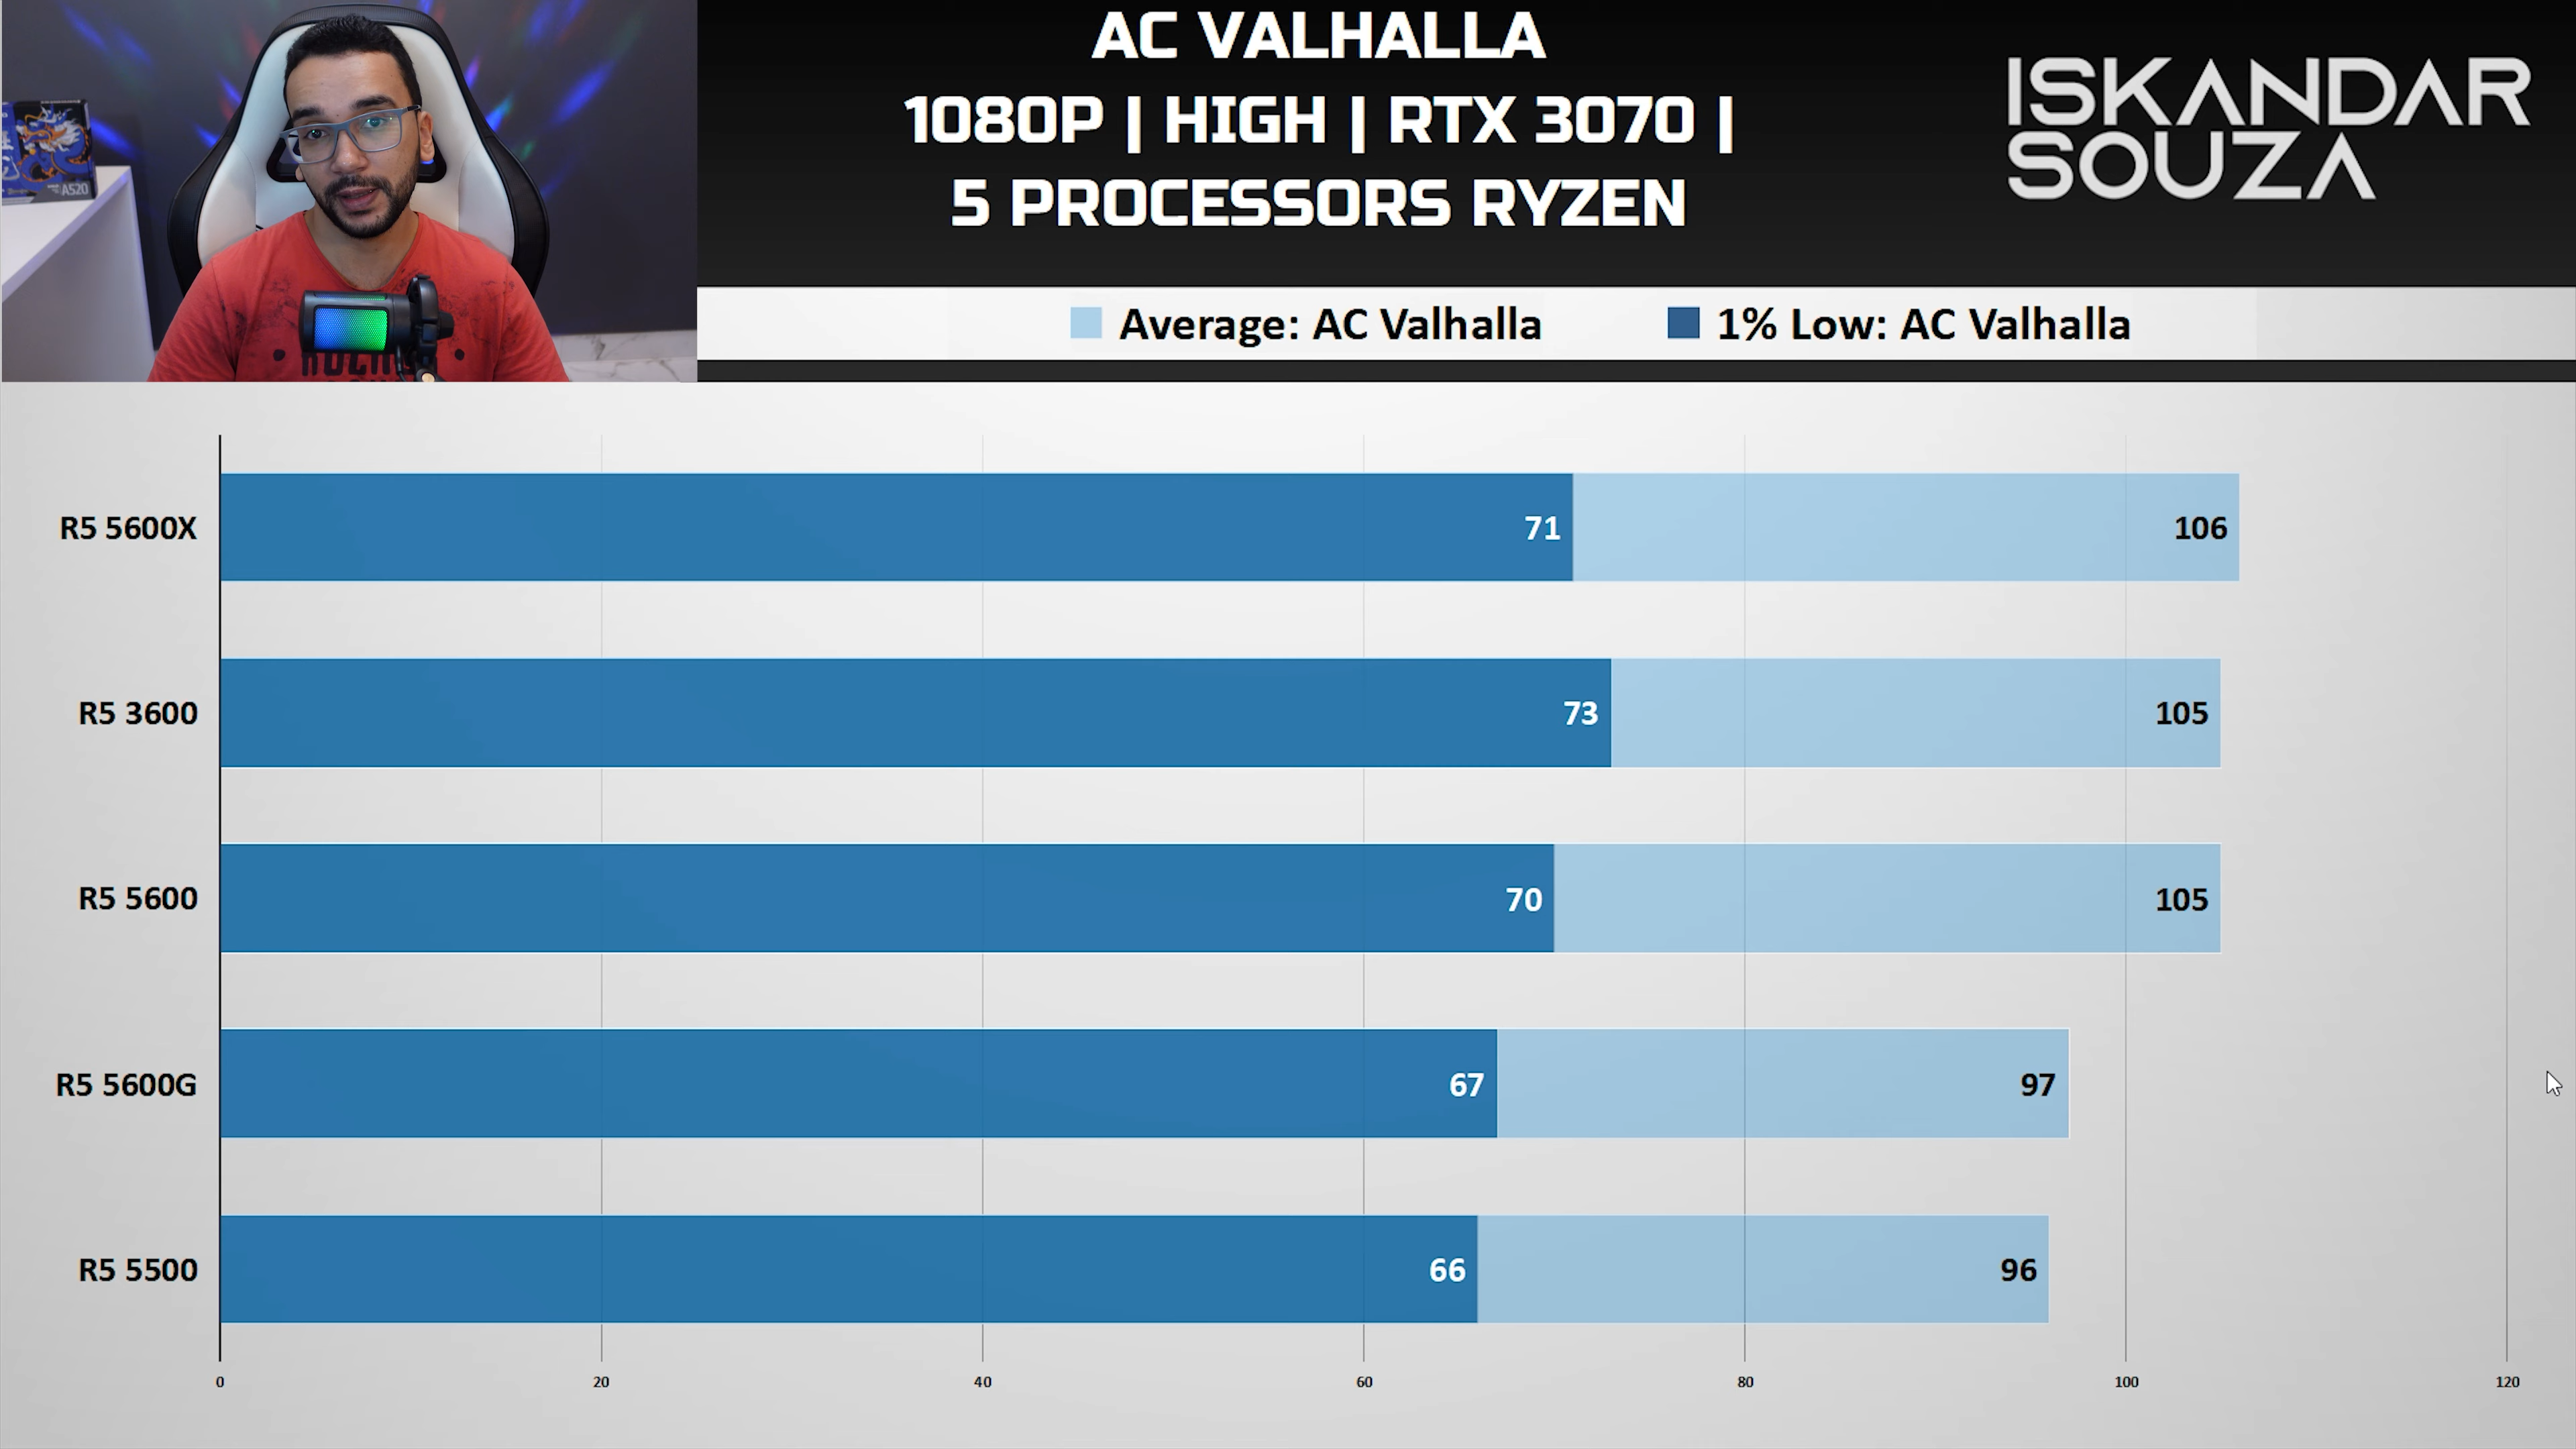 AC VALHALLA
1080P | HIGH | RTX 3070 |
5 PROCESSORS RYZEN
ISKANDAR
SOUZA
A520
Average: AC Valhalla
1% Low: AC Valhalla
R5 5600X
71
106
R5 3600
73
105
R5 5600
70
105
R5 5600G
67
97
R5 5500
66
96
0
20
40
60
80
100
120